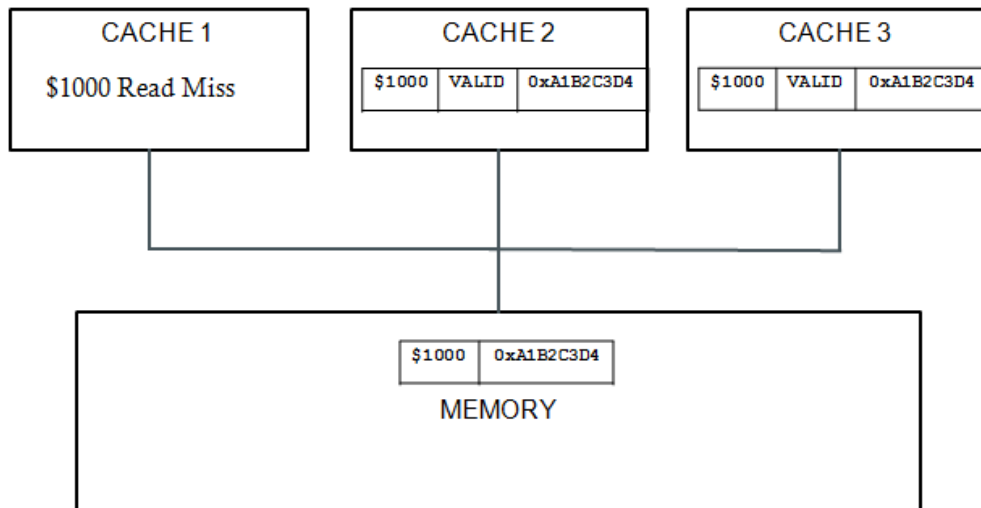 CACHE 1
$1000 Read Miss
CACHE 2
$1000 VALID 0xA1B2C3D4
CACHE 3
$1000 VALID 0xA1B2C3D4
$1000 0xA1B2C3D4
MEMORY